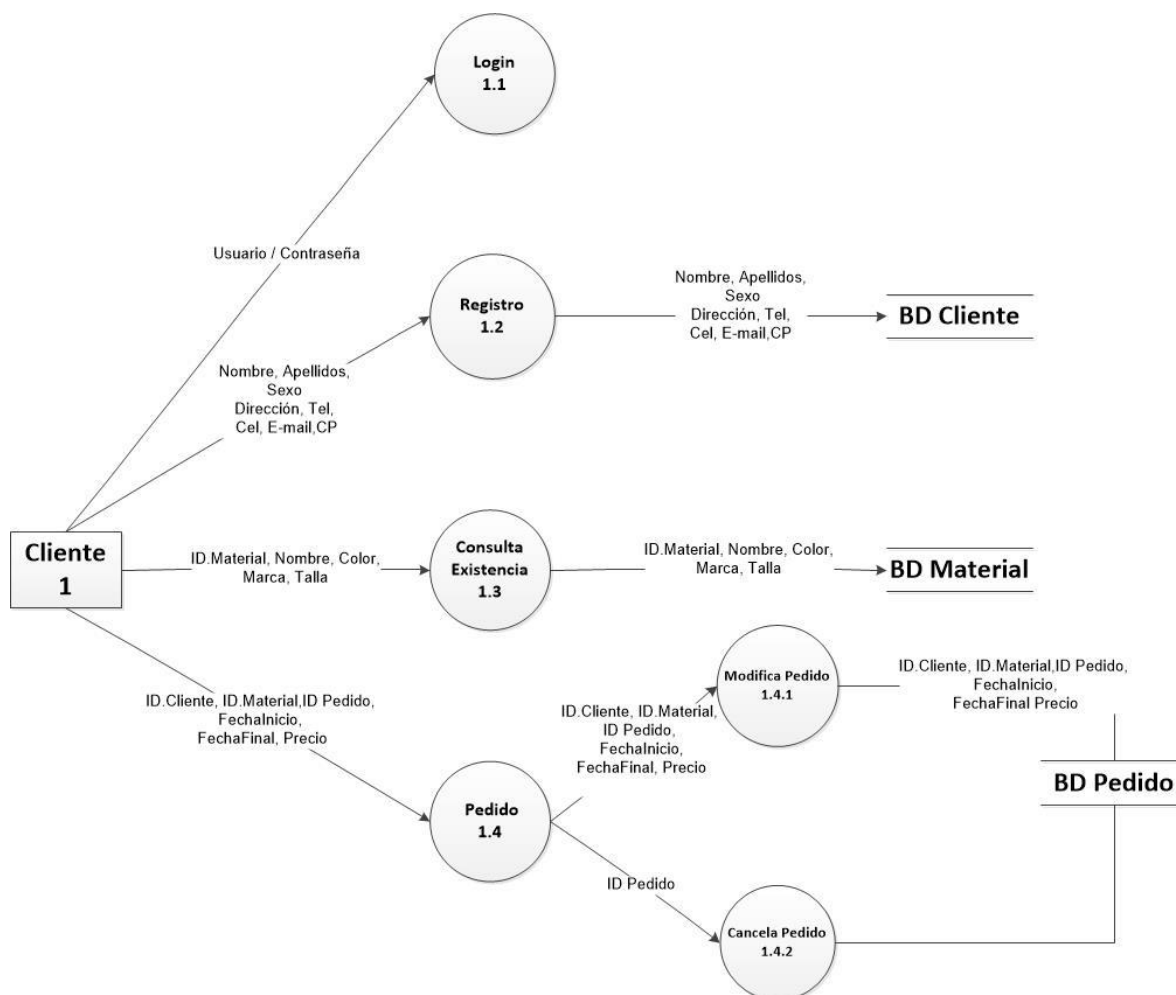 Login
1.1
Usuario / Contraseña
Registro
1.2
Nombre, Apellidos,
Sexo
Dirección, Tel,
Cel, E-mail,CP
BD Cliente
Nombre, Apellidos,
Sexo
Dirección, Tel,
Cel, E-mail,CP
Cliente
1
ID.Material, Nombre, Color,
Marca, Talla
Consulta
Existencia
1.3
ID.Material, Nombre, Color,
Marca, Talla
BD Material
ID.Cliente, ID.Material,ID Pedido,
FechaInicio,
FechaFinal, Precio
Pedido
1.4
ID.Cliente, ID.Material,
ID Pedido,
FechaInicio,
FechaFinal, Precio
Modifica Pedido
1.4.1
ID.Cliente, ID.Material,ID Pedido,
FechaInicio,
FechaFinal Precio
BD Pedido
ID Pedido
Cancela Pedido
1.4.2